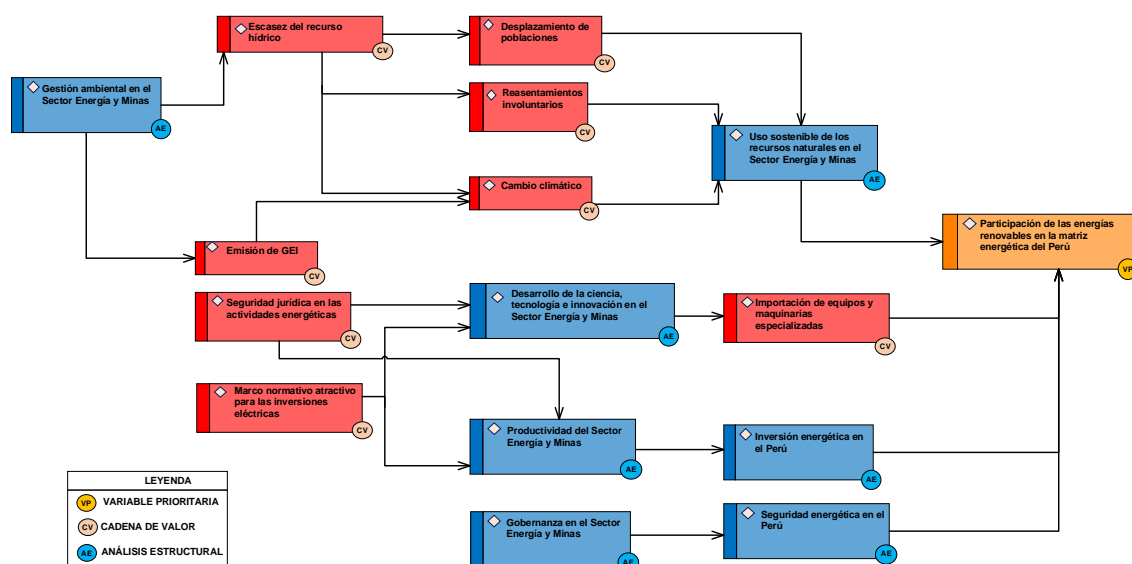 Escasez del recurso
hídrico
CV
Desplazamiento de
poblaciones
CV
Gestión ambiental en el
Sector Energía y Minas
AE
Reasentamientos
involuntarios
CV
Uso sostenible de los
recursos naturales en el
Sector Energía y Minas
AE
Cambio climático
CV
Participación de las energías
renovables en la matriz
energética del Perú
VP
Emisión de GEI
CV
Seguridad jurídica en las
actividades energéticas
CV
Desarrollo de la ciencia,
tecnología e innovación en el
Sector Energía y Minas
AE
Importación de equipos y
maquinarias
especializadas
CV
Marco normativo atractivo
para las inversiones
eléctricas
CV
Productividad del Sector
Energía y Minas
AE
Inversión energética en
el Perú
AE
Gobernanza en el Sector
Energía y Minas
AE
Seguridad energética en el
Perú
AE
LEYENDA
VP VARIABLE PRIORITARIA
CV CADENA DE VALOR
AE ANÁLISIS ESTRUCTURAL